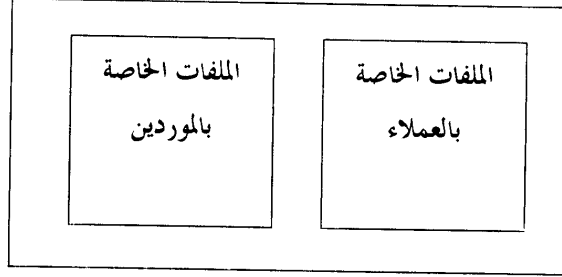 الملفات الخاصة
بالعملاء
الملفات الخاصة
بالموردين